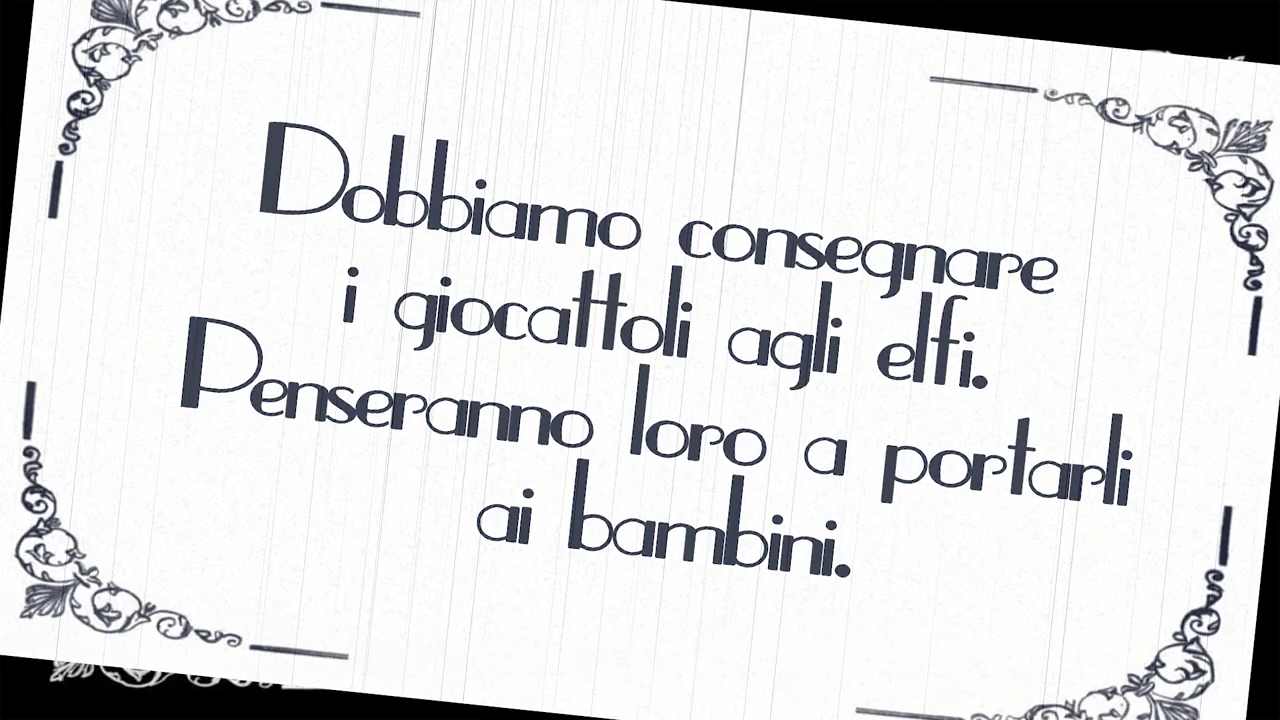 Dobbiamo consegnare
i giocattoli agli elfi.
Penseranno loro a portarli
ai bambini.